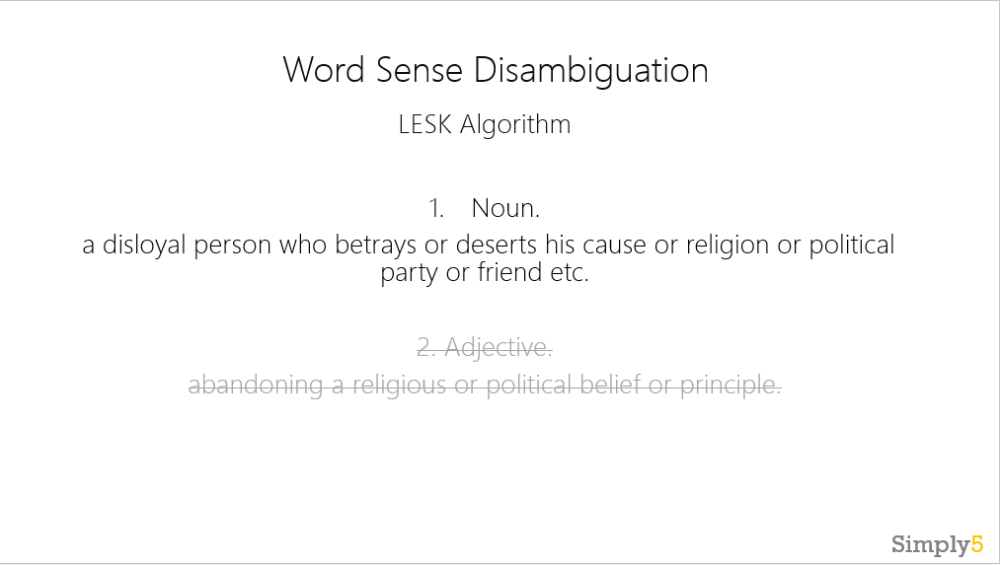 Word Sense Disambiguation
LESK Algorithm
1. Noun.
a disloyal person who betrays or deserts his cause or religion or political
party or friend etc.
2. Adjective.
abandoning a religious or political belief or principle.
Simply5